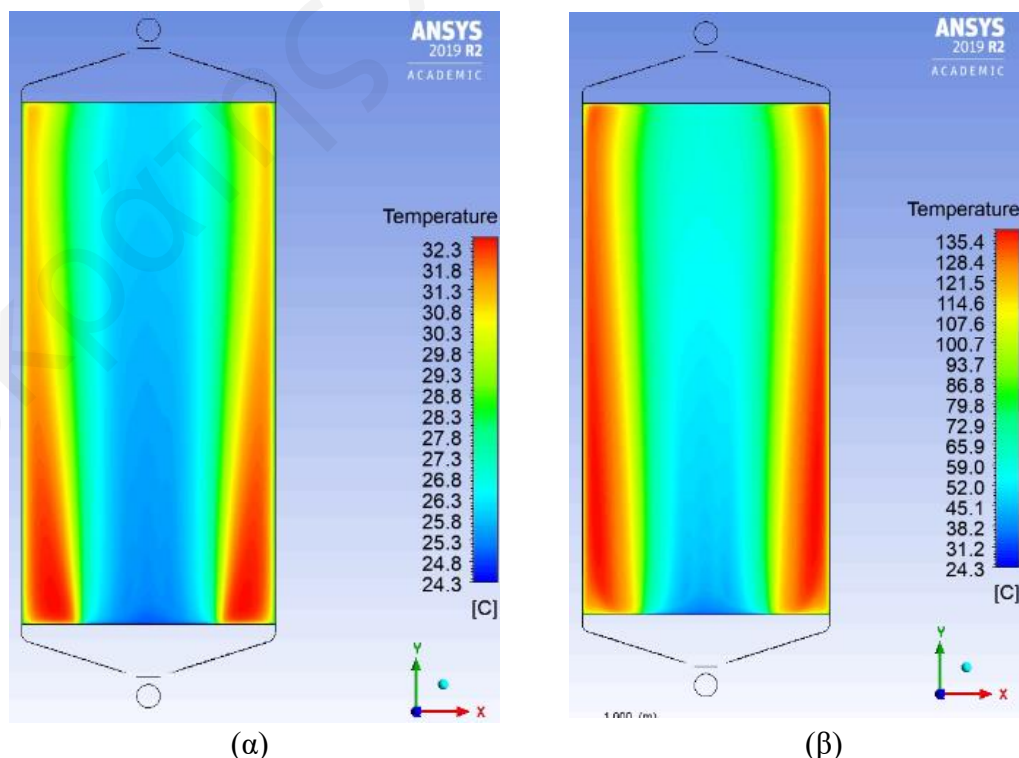 ANSYS
2019 R2
ACADEMIC
Temperature
32.3
31.8
31.3
30.8
30.3
29.8
29.3
28.8
28.3
27.8
27.3
26.8
26.3
25.8
25.3
24.8
24.3
[C]
Y
X
(α)
ANSYS
2019 R2
ACADEMIC
Temperature
135.4
128.4
121.5
114.6
107.6
100.7
93.7
86.8
79.8
72.9
65.9
59.0
52.0
45.1
38.2
31.2
24.3
[C]
Y
X
1.000 (m)
(β)